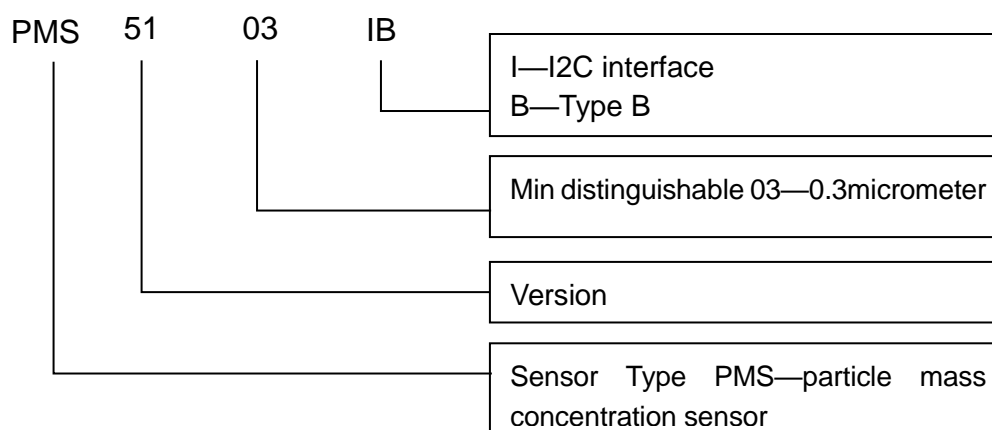 PMS 51 03 IB
I—I2C interface
B—Type B
Min distinguishable 03—0.3micrometer
Version
Sensor Type PMS—particle mass
concentration sensor